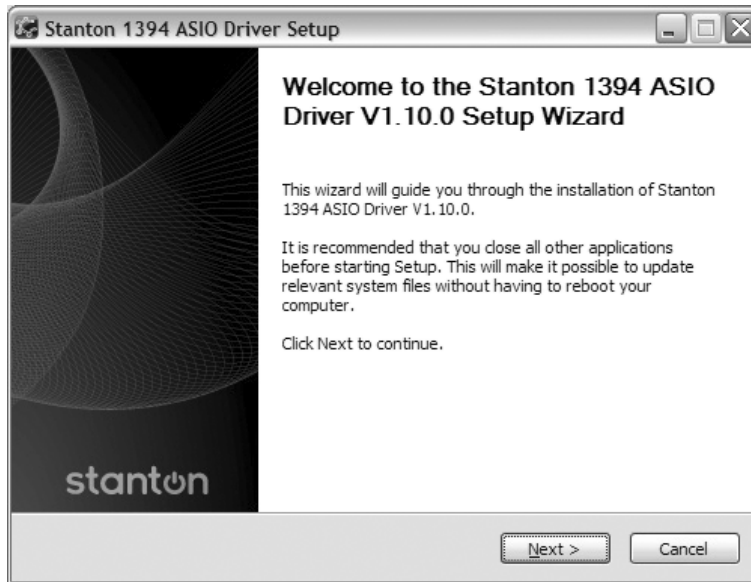 Stanton 1394 ASIO Driver Setup
Welcome to the Stanton 1394 ASIO
Driver V1.10.0 Setup Wizard
This wizard will guide you through the installation of Stanton
1394 ASIO Driver V1.10.0.
It is recommended that you close all other applications
before starting Setup. This will make it possible to update
relevant system files without having to reboot your
computer.
Click Next to continue.
stanton
Next >
Cancel